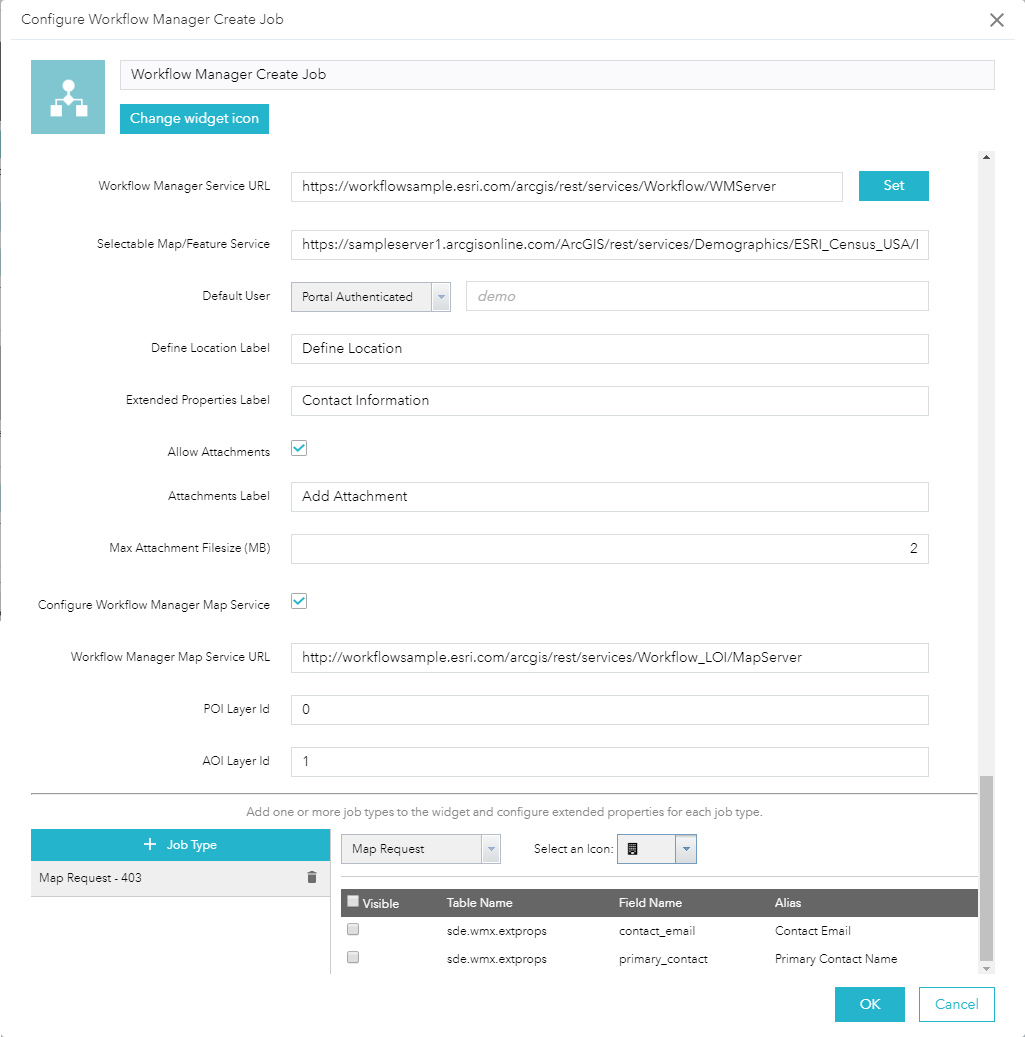 Configure Workflow Manager Create Job
Workflow Manager Create Job
Change widget icon
Workflow Manager Service URL https://workflowsample.esri.com/arcgis/rest/services/Workflow/WMServer Set
Selectable Map/Feature Service https://sampleserver1.arcgisonline.com/ArcGIS/rest/services/Demographics/ESRI_Census_USA/
Default User Portal Authenticated demo
Define Location Label Define Location
Extended Properties Label Contact Information
Allow Attachments
Attachments Label Add Attachment
Max Attachment Filesize (MB) 2
Configure Workflow Manager Map Service
Workflow Manager Map Service URL http://workflowsample.esri.com/arcgis/rest/services/Workflow_LOI/MapServer
POI Layer Id 0
AOI Layer Id 1
Add one or more job types to the widget and configure extended properties for each job type.
+ Job Type
Map Request - 403
Map Request Select an Icon:
Visible Table Name Field Name Alias
sde.wmx.extprops contact_email Contact Email
sde.wmx.extprops primary_contact Primary Contact Name
OK Cancel